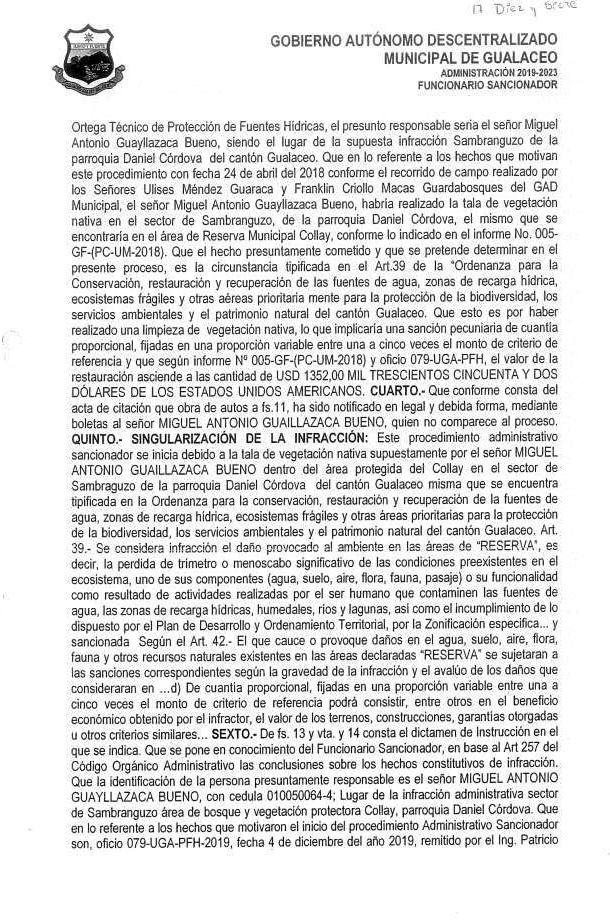 17 Diez y Siete
GOBIERNO AUTÓNOMO DESCENTRALIZADO
MUNICIPAL DE GUALACEO
ADMINISTRACIÓN 2019-2023
FUNCIONARIO SANCIONADOR
Ortega Técnico de Protección de Fuentes Hídricas, el presunto responsable seria el señor Miguel
Antonio Guayllazaca Bueno, siendo el lugar de la supuesta infracción Sambranguzo de la
parroquia Daniel Córdova del cantón Gualaceo. Que en lo referente a los hechos que motivan
este procedimiento con fecha 24 de abril del 2018 conforme el recorrido de campo realizado por
los Señores Ulises Méndez Guaraca y Franklin Criollo Macas Guardabosques del GAD
Municipal, el señor Miguel Antonio Guayllazaca Bueno, habría realizado la tala de vegetación
nativa en el sector de Sambranguzo, de la parroquia Daniel Córdova, el mismo que se
encontraría en el área de Reserva Municipal Collay, conforme lo indicado en el informe No. 005-
GF-(PC-UM-2018). Que el hecho presuntamente cometido y que se pretende determinar en el
presente proceso, es la circunstancia tipificada en el Art.39 de la "Ordenanza para la
Conservación, restauración y recuperación de las fuentes de agua, zonas de recarga hídrica,
ecosistemas frágiles y otras aéreas prioritaria mente para la protección de la biodiversidad, los
servicios ambientales y el patrimonio natural del cantón Gualaceo. Que esto es por haber
realizado una limpieza de vegetación nativa, lo que implicaría una sanción pecuniaria de cuantía
proporcional, fijadas en una proporción variable entre una a cinco veces el monto de criterio de
referencia y que según informe Nº 005-GF-(PC-UM-2018) y oficio 079-UGA-PFH, el valor de la
restauración asciende a las cantidad de USD 1352,00 MIL TRESCIENTOS CINCUENTA Y DOS
DÓLARES DE LOS ESTADOS UNIDOS AMERICANOS. CUARTO.- Que conforme consta del
acta de citación que obra de autos a fs.11, ha sido notificado en legal y debida forma, mediante
boletas al señor MIGUEL ANTONIO GUAILLAZACA BUENO, quien no comparece al proceso.
QUINTO.- SINGULARIZACIÓN DE LA INFRACCIÓN: Este procedimiento administrativo
sancionador se inicia debido a la tala de vegetación nativa supuestamente por el señor MIGUEL
ANTONIO GUAILLAZACA BUENO dentro del área protegida del Collay en el sector de
Sambraguzo de la parroquia Daniel Córdova del cantón Gualaceo misma que se encuentra
tipificada en la Ordenanza para la conservación, restauración y recuperación de la fuentes de
agua, zonas de recarga hídrica, ecosistemas frágiles y otras áreas prioritarias para la protección
de la biodiversidad, los servicios ambientales y el patrimonio natural del cantón Gualaceo. Art.
39.- Se considera infracción el daño provocado al ambiente en las áreas de "RESERVA", es
decir, la perdida de trimetro o menoscabo significativo de las condiciones preexistentes en el
ecosistema, uno de sus componentes (agua, suelo, aire, flora, fauna, pasaje) o su funcionalidad
como resultado de actividades realizadas por el ser humano que contaminen las fuentes de
agua, las zonas de recarga hídricas, humedales, ríos y lagunas, así como el incumplimiento de lo
dispuesto por el Plan de Desarrollo y Ordenamiento Territorial, por la Zonificación especifica... y
sancionada Según el Art. 42.- El que cauce o provoque daños en el agua, suelo, aire, flora,
fauna y otros recursos naturales existentes en las áreas declaradas "RESERVA" se sujetaran a
las sanciones correspondientes según la gravedad de la infracción y el avalúo de los daños que
consideraran en ...d) De cuantia proporcional, fijadas en una proporción variable entre una a
cinco veces el monto de criterio de referencia podrá consistir, entre otros en el beneficio
económico obtenido por el infractor, el valor de los terrenos, construcciones, garantías otorgadas
u otros criterios similares... SEXTO.- De fs. 13 y vta. y 14 consta el dictamen de Instrucción en el
que se indica. Que se pone en conocimiento del Funcionario Sancionador, en base al Art 257 del
Código Orgánico Administrativo las conclusiones sobre los hechos constitutivos de infracción.
Que la identificación de la persona presuntamente responsable es el señor MIGUEL ANTONIO
GUAYLLAZACA BUENO, con cedula 010050064-4; Lugar de la infracción administrativa sector
de Sambranguzo área de bosque y vegetación protectora Collay, parroquia Daniel Córdova. Que
en lo referente a los hechos que motivaron el inicio del procedimiento Administrativo Sancionador
son, oficio 079-UGA-PFH-2019, fecha 4 de diciembre del año 2019, remitido por el Ing. Patricio